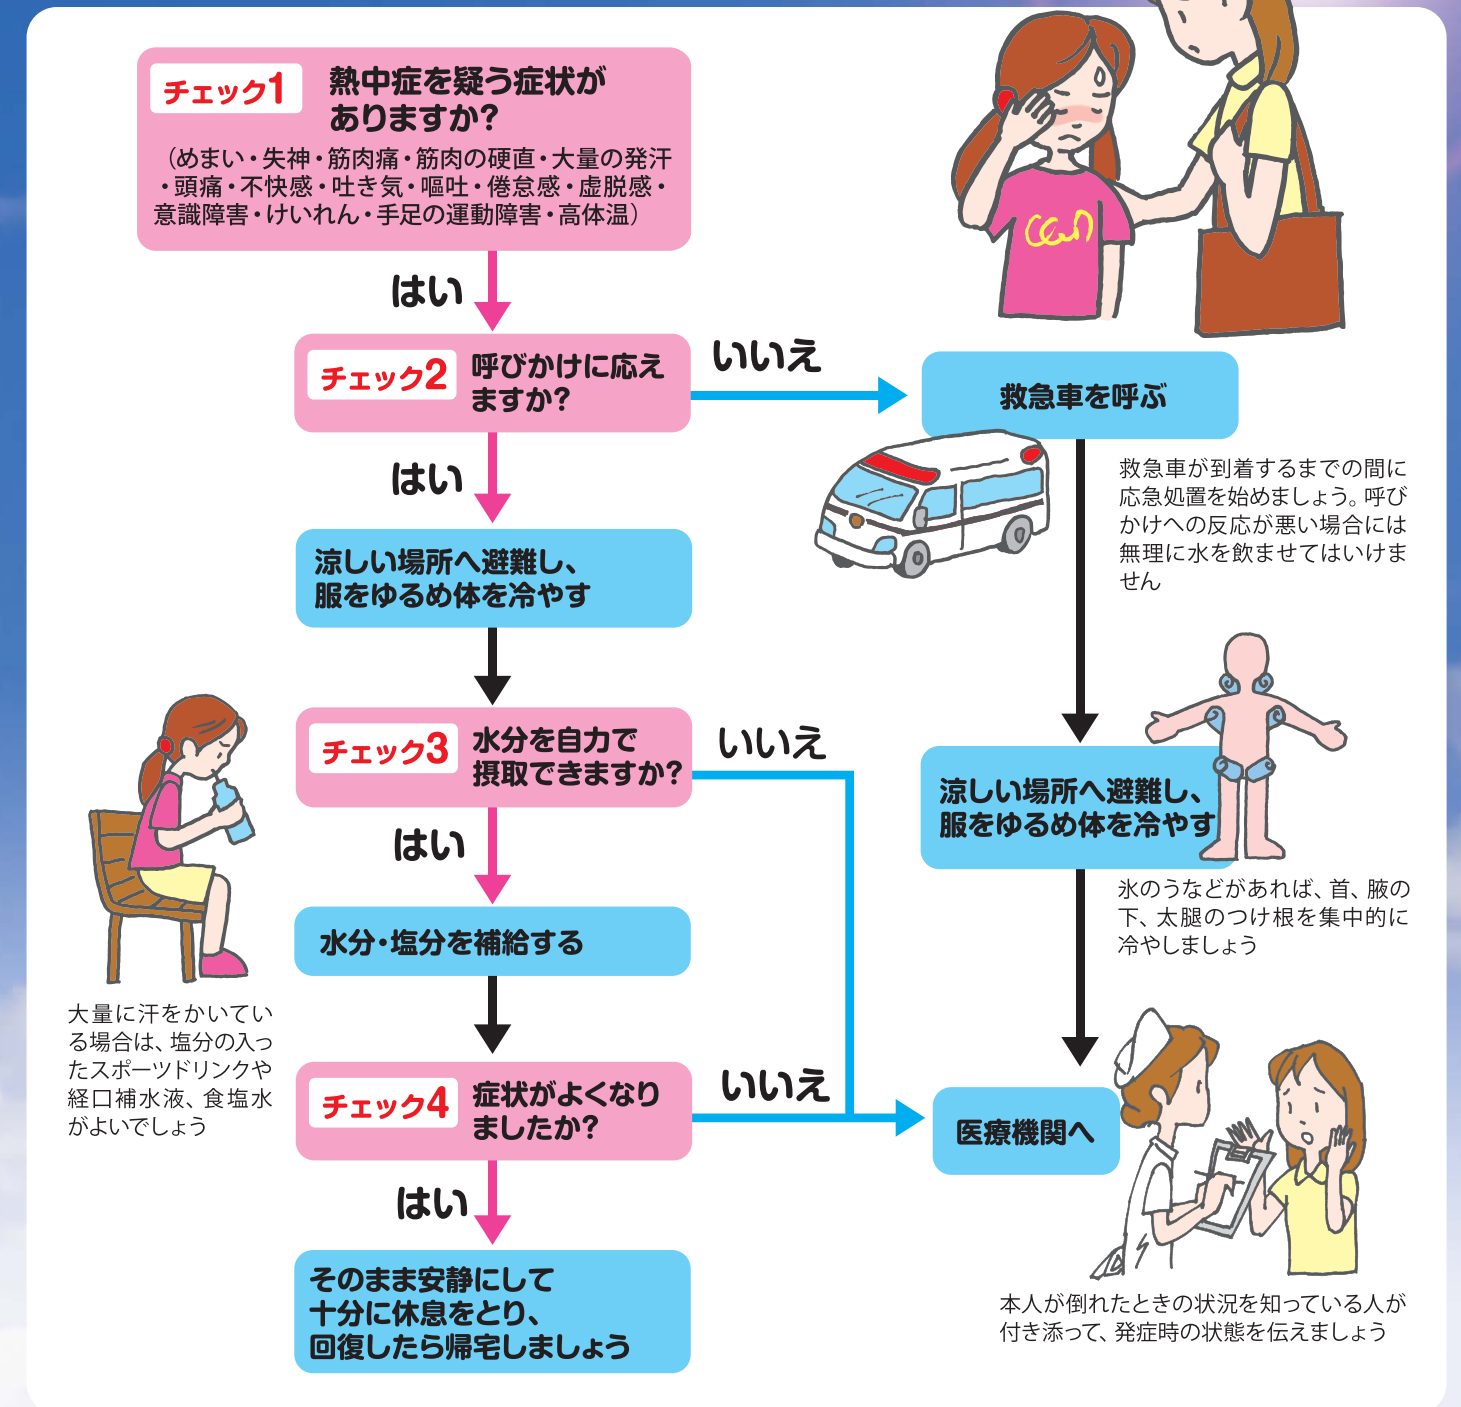 チェック1 熱中症を疑う症状が
ありますか?
（めまい・失神・筋肉痛・筋肉の硬直・大量の発汗
・頭痛・不快感・吐き気・嘔吐・倦怠感・虚脱感・
意識障害・けいれん・手足の運動障害・高体温）
はい
チェック2 呼びかけに応え
ますか?
いいえ
救急車を呼ぶ
救急車が到着するまでの間に
応急処置を始めましょう。呼び
かけへの反応が悪い場合には
無理に水を飲ませてはいけま
せん
はい
涼しい場所へ避難し、
服をゆるめ体を冷やす
チェック3 水分を自力で
摂取できますか?
いいえ
涼しい場所へ避難し、
服をゆるめ体を冷やす
氷のうなどがあれば、首、腋の
下、太腿のつけ根を集中的に
冷やしましょう
はい
水分・塩分を補給する
大量に汗をかいてい
る場合は、塩分の入っ
たスポーツドリンクや
経口補水液、食塩水
がよいでしょう
チェック4 症状がよくなり
ましたか?
いいえ
医療機関へ
はい
そのまま安静にして
十分に休息をとり、
回復したら帰宅しましょう
本人が倒れたときの状況を知っている人が
付き添って、発症時の状態を伝えましょう